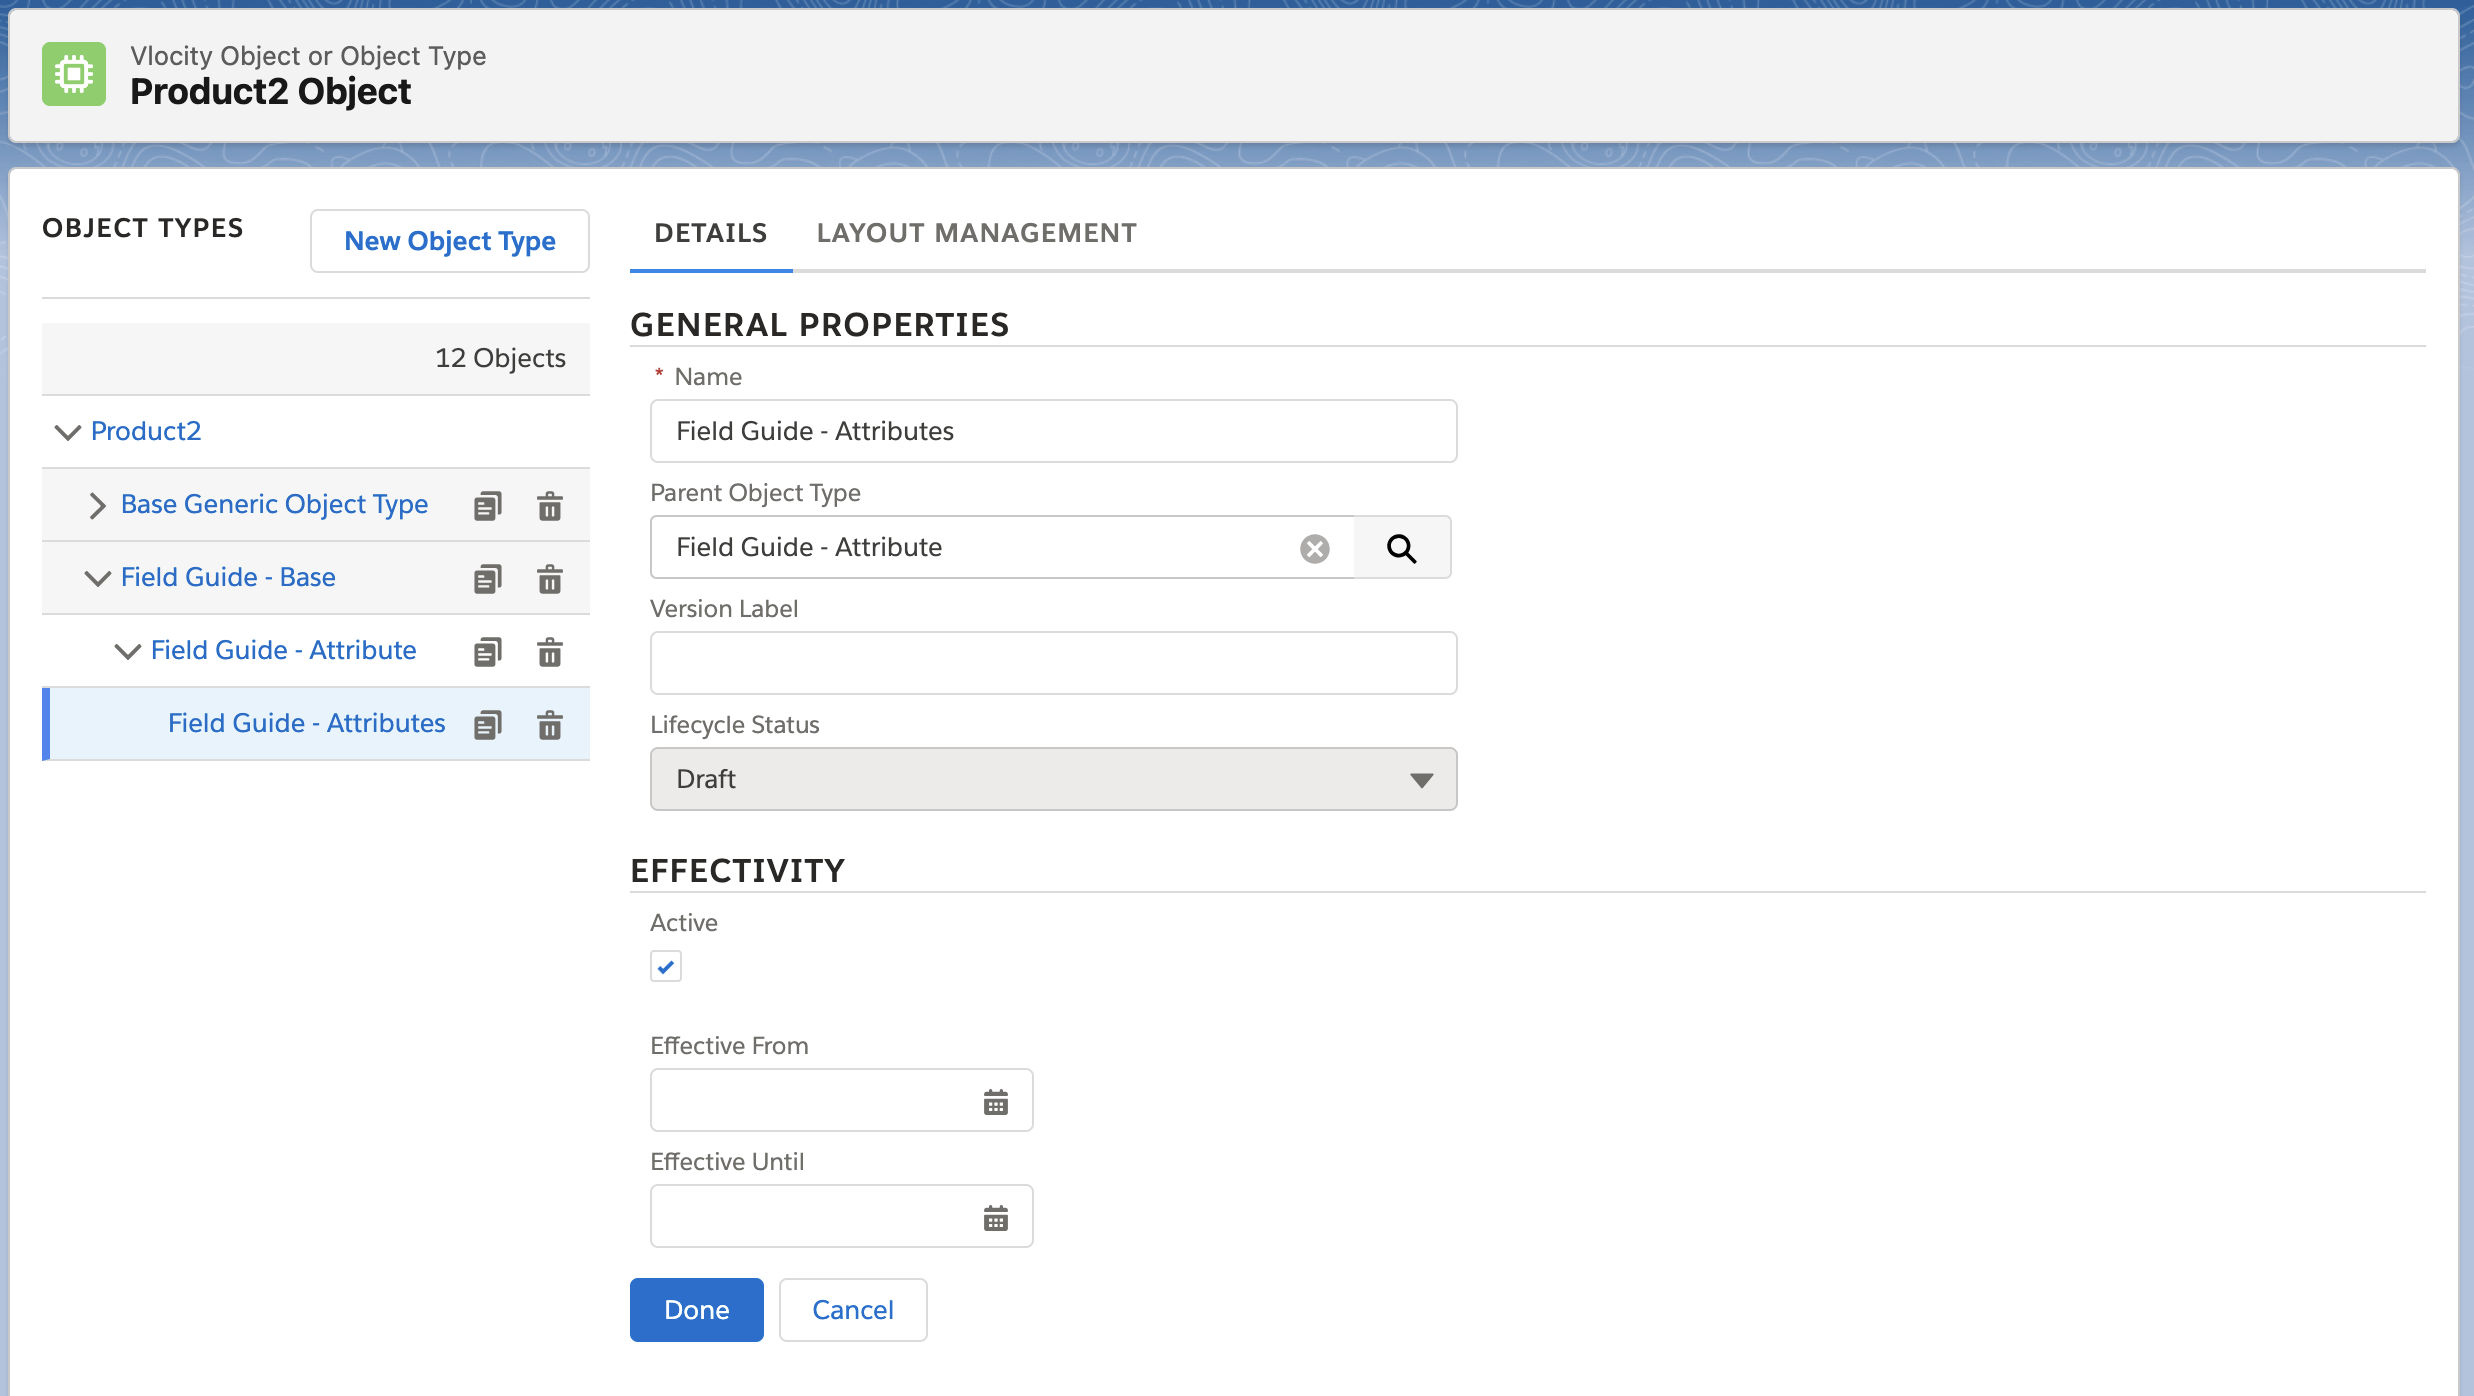 Vlocity Object or Object Type
Product2 Object
OBJECT TYPES
New Object Type
12 Objects
Product2
Base Generic Object Type
Field Guide - Base
Field Guide - Attribute
Field Guide - Attributes
DETAILS
LAYOUT MANAGEMENT
GENERAL PROPERTIES
* Name
Field Guide - Attributes
Parent Object Type
Field Guide - Attribute
Version Label
Lifecycle Status
Draft
EFFECTIVITY
Active
Effective From
Effective Until
Done
Cancel